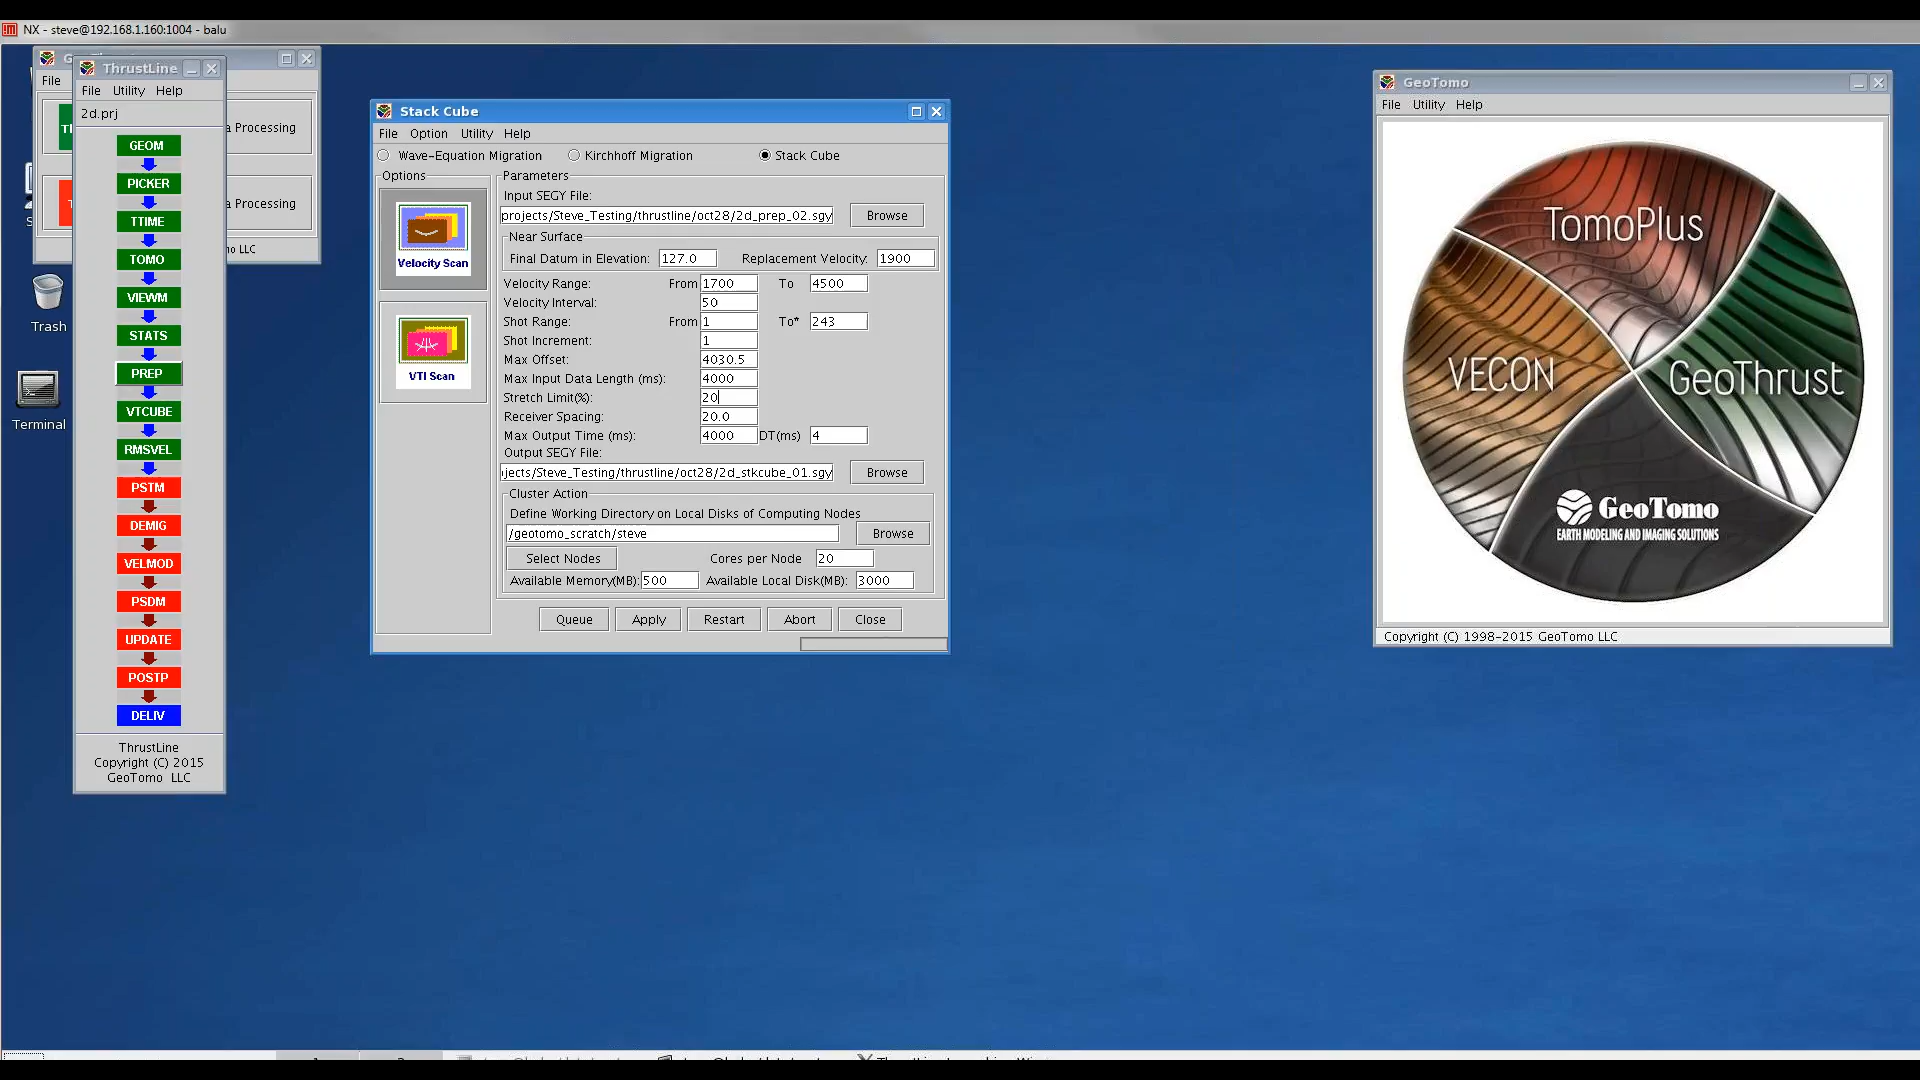 NX - steve@192.168.1.160:1004 - balu
File
a Processing
a Processing
mo LLC
Trash
Terminal
ThrustLine
File Utility Help
2d.prj
GEOM
PICKER
TTIME
TOMO
VIEWM
STATS
PREP
VTCUBE
RMSVEL
PSTM
DEMIG
VELMOD
PSDM
UPDATE
POSTP
DELIV
ThrustLine
Copyright (C) 2015
GeoTomo LLC
Stack Cube
File Option Utility Help
Wave-Equation Migration Kirchhoff Migration Stack Cube
Options
Velocity Scan
VTI Scan
Parameters
Input SEGY File:
projects/Steve_Testing/thrustline/oct28/2d_prep_02.sgy Browse
Near Surface
Final Datum in Elevation: 127.0 Replacement Velocity: 1900
Velocity Range: From 1700 To 4500
Velocity Interval: 50
Shot Range: From 1 To* 243
Shot Increment: 1
Max Offset: 4030.5
Max Input Data Length (ms): 4000
Stretch Limit(%): 20
Receiver Spacing: 20.0
Max Output Time (ms): 4000 DT(ms) 4
Output SEGY File:
jects/Steve_Testing/thrustline/oct28/2d_stkcube_01.sgy Browse
Cluster Action
Define Working Directory on Local Disks of Computing Nodes
/geotomo_scratch/steve Browse
Select Nodes Cores per Node 20
Available Memory(MB): 500 Available Local Disk(MB): 3000
Queue Apply Restart Abort Close
GeoTomo
File Utility Help
TomoPlus
VECON
GeoThrust
GeoTomo
EARTH MODELING AND IMAGING SOLUTIONS
Copyright (C) 1998-2015 GeoTomo LLC